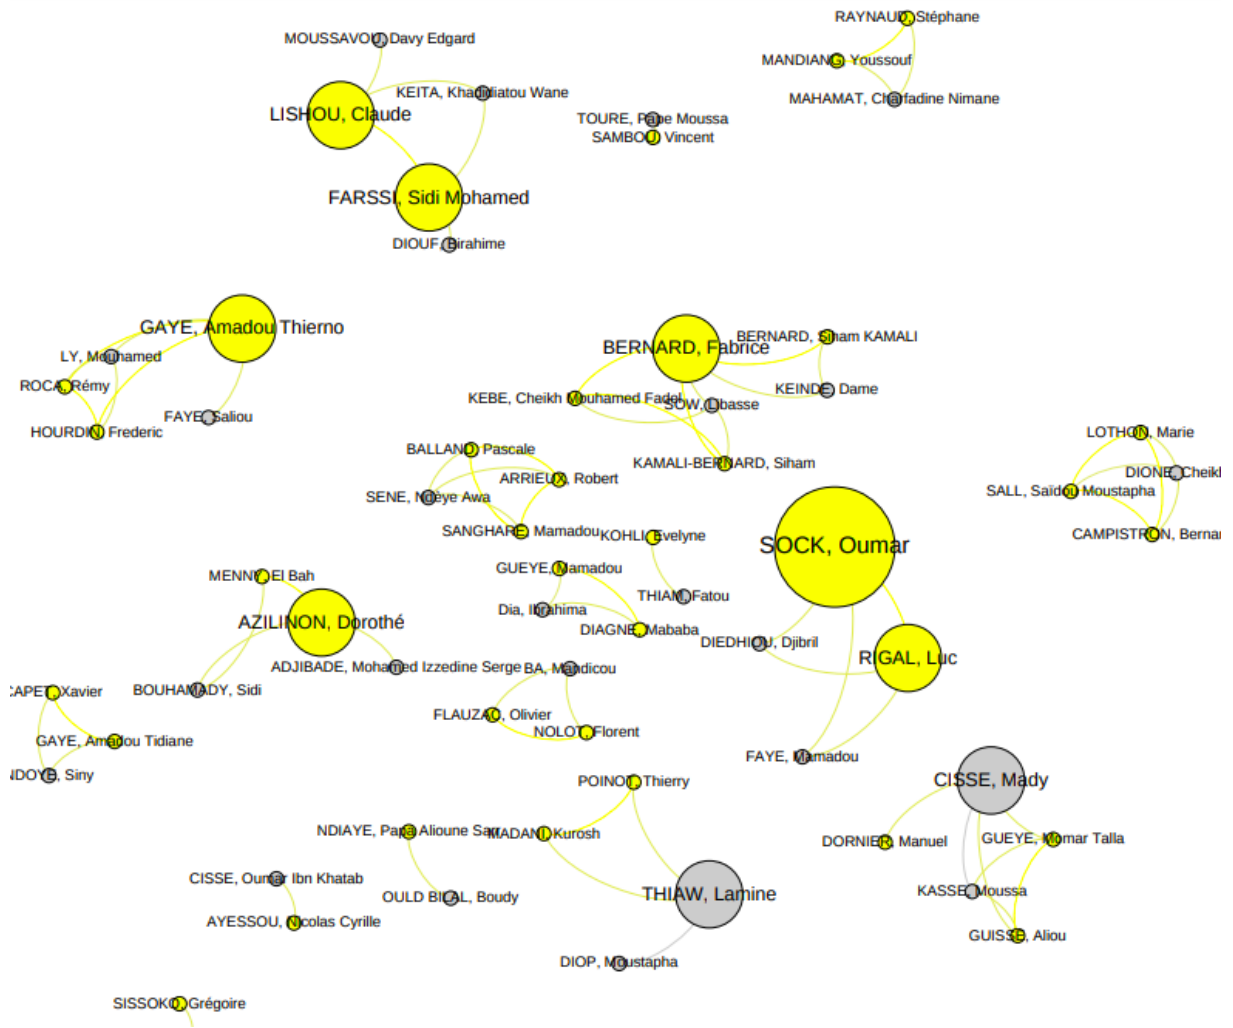 RAYNAUD, Stéphane
MOUSSAVOU, Davy Edgard
MANDIANG, Youssouf
KEITA, Khadidiatou Wane
MAHAMAT, Charfadine Nimane
LISHOU, Claude
TOURE, Pape Moussa
SAMBOU, Vincent
FARSSI, Sidi Mohamed
DIOUF, Birahime
GAYE, Amadou Thierno
BERNARD, Siham KAMALI
BERNARD, Fabrice
LY, Mouhamed
ROCA, Rémy
KEINDE, Dame
KEBE, Cheikh Mouhamed Fadel
SOW, Libasse
FAYE, Saliou
HOURDIN, Frederic
LOTHON, Marie
BALLAND, Pascale
KAMALI-BERNARD, Siham
DIONE, Cheikh
ARRIEUX, Robert
SALL, Saïdou Moustapha
SENE, Ndèye Awa
SANGHARE, Mamadou
KOHLI, Evelyne
CAMPISTRON, Bernar
SOCK, Oumar
GUEYE, Mamadou
MENNY, El Bah
THIAM, Fatou
Dia, Ibrahima
AZILINON, Dorothé
DIAGNE, Mababa
DIEDHIOU, Djibril
RIGAL, Luc
ADJIBADE, Mohamed Izzedine Serge
BA, Mandicou
BOUHAMADY, Sidi
CAPET, Xavier
FLAUZAC, Olivier
NOLOT, Florent
GAYE, Amadou Tidiane
FAYE, Mamadou
NDOYE, Siny
POINOT, Thierry
CISSE, Mady
NDIAYE, Papa Alioune Sarr
MADANI, Kurosh
DORNIER, Manuel
GUEYE, Momar Talla
CISSE, Oumar Ibn Khatab
KASSE, Moussa
OULD BILAL, Boudy
THIAW, Lamine
AYESSOU, Nicolas Cyrille
GUISSE, Aliou
DIOP, Moustapha
SISSOKO, Grégoire